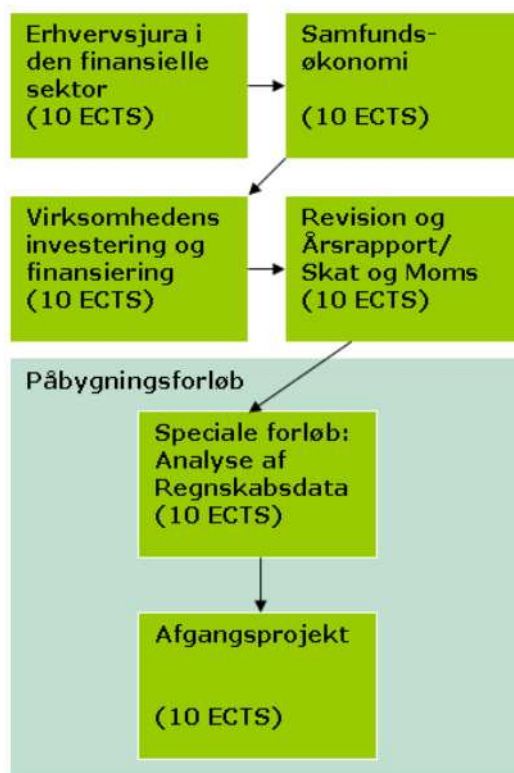 Erhvervsjura i
den finansielle
sektor
(10 ECTS)
Samfunds-
økonomi
(10 ECTS)
Virksomhedens
investering og
finansiering
(10 ECTS)
Revision og
Årsrapport/
Skat og Moms
(10 ECTS)
Påbygningsforløb
Speciale forløb:
Analyse af
Regnskabsdata
(10 ECTS)
Afgangsprojekt
(10 ECTS)